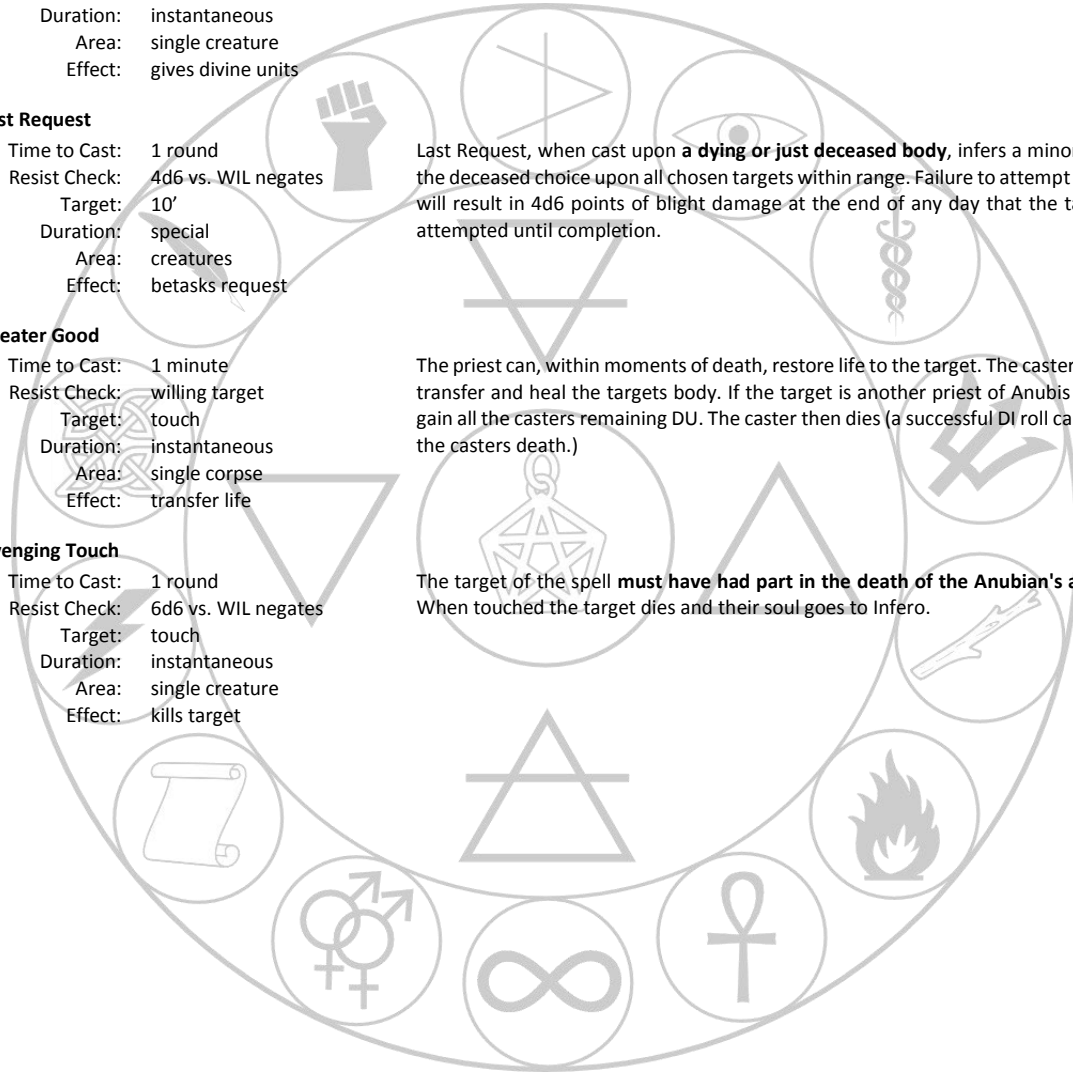 Duration: instantaneous
Area: single creature
Effect: gives divine units
st Request
Time to Cast: 1 round
Resist Check: 4d6 vs. WIL negates
Target: 10’
Duration: special
Area: creatures
Effect: betasks request
Last Request, when cast upon a dying or just deceased body, infers a minor
the deceased choice upon all chosen targets within range. Failure to attempt
will result in 4d6 points of blight damage at the end of any day that the ta
attempted until completion.
eater Good
Time to Cast: 1 minute
Resist Check: willing target
Target: touch
Duration: instantaneous
Area: single corpse
Effect: transfer life
The priest can, within moments of death, restore life to the target. The caster
transfer and heal the targets body. If the target is another priest of Anubis
gain all the casters remaining DU. The caster then dies (a successful DI roll ca
the casters death.)
enging Touch
Time to Cast: 1 round
Resist Check: 6d6 vs. WIL negates
Target: touch
Duration: instantaneous
Area: single creature
Effect: kills target
The target of the spell must have had part in the death of the Anubian's a
When touched the target dies and their soul goes to Infero.